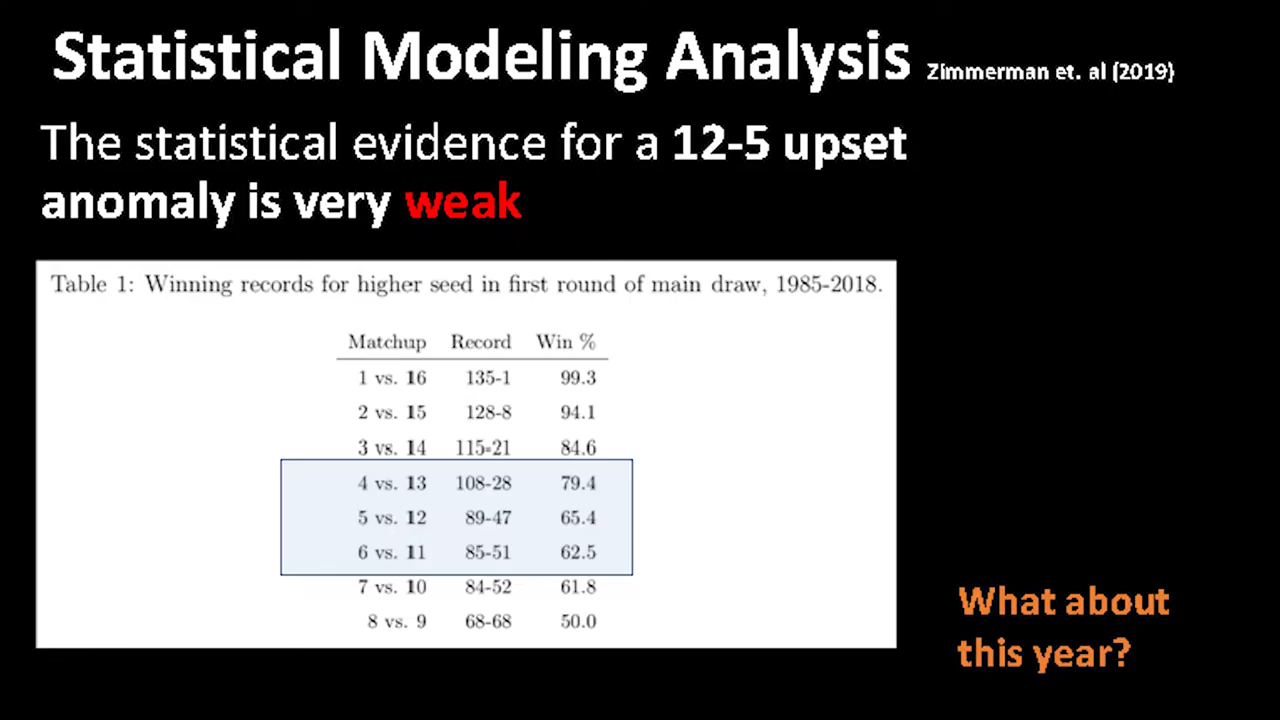 Statistical Modeling Analysis Zimmerman et. al (2019)
The statistical evidence for a 12-5 upset
anomaly is very weak
Table 1: Winning records for higher seed in first round of main draw, 1985-2018.
Matchup Record Win %
1 vs. 16 135-1 99.3
2 vs. 15 128-8 94.1
3 vs. 14 115-21 84.6
4 vs. 13 108-28 79.4
5 vs. 12 89-47 65.4
6 vs. 11 85-51 62.5
7 vs. 10 84-52 61.8
8 vs. 9 68-68 50.0
What about
this year?